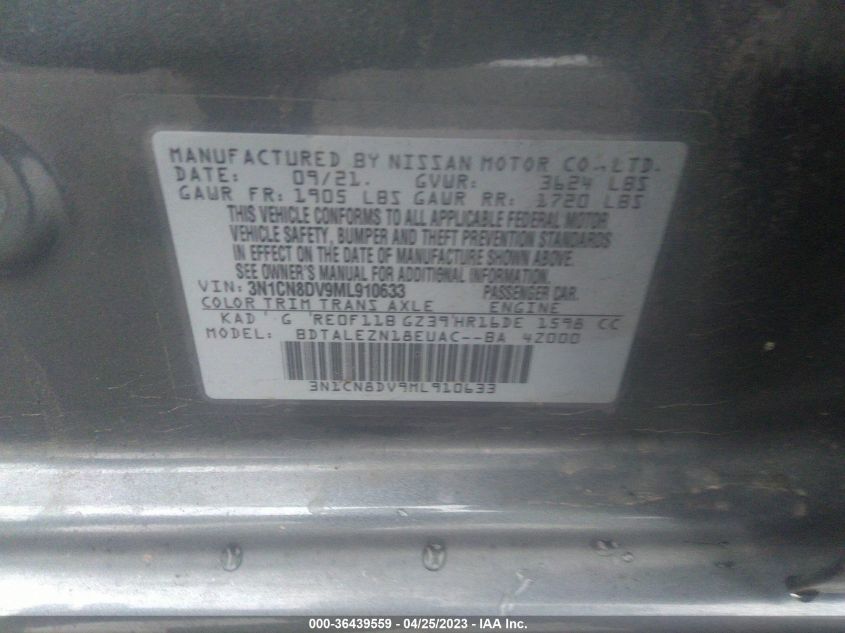 MANUFACTURED BY NISSAN MOTOR CO., LTD.
DATE: 09/21. GVWR: 3624 LBS
GAWR FR: 1905 LBS GAWR RR: 1720 LBS
THIS VEHICLE CONFORMS TO ALL APPLICABLE FEDERAL MOTOR
VEHICLE SAFETY, BUMPER AND THEFT PREVENTION STANDARDS
IN EFFECT ON THE DATE OF MANUFACTURE SHOWN ABOVE.
SEE OWNER'S MANUAL FOR ADDITIONAL INFORMATION.
VIN: 3N1CN8DV9ML910633 PASSENGER CAR.
COLOR TRIM TRANS AXLE ENGINE
KAD G RE0F11B GZ39 HR16DE 1598 CC
MODEL: BDTALEZN18EUAC--BA 4Z000
3N1CN8DV9ML910633
000-36439559 - 04/25/2023 - IAA Inc.